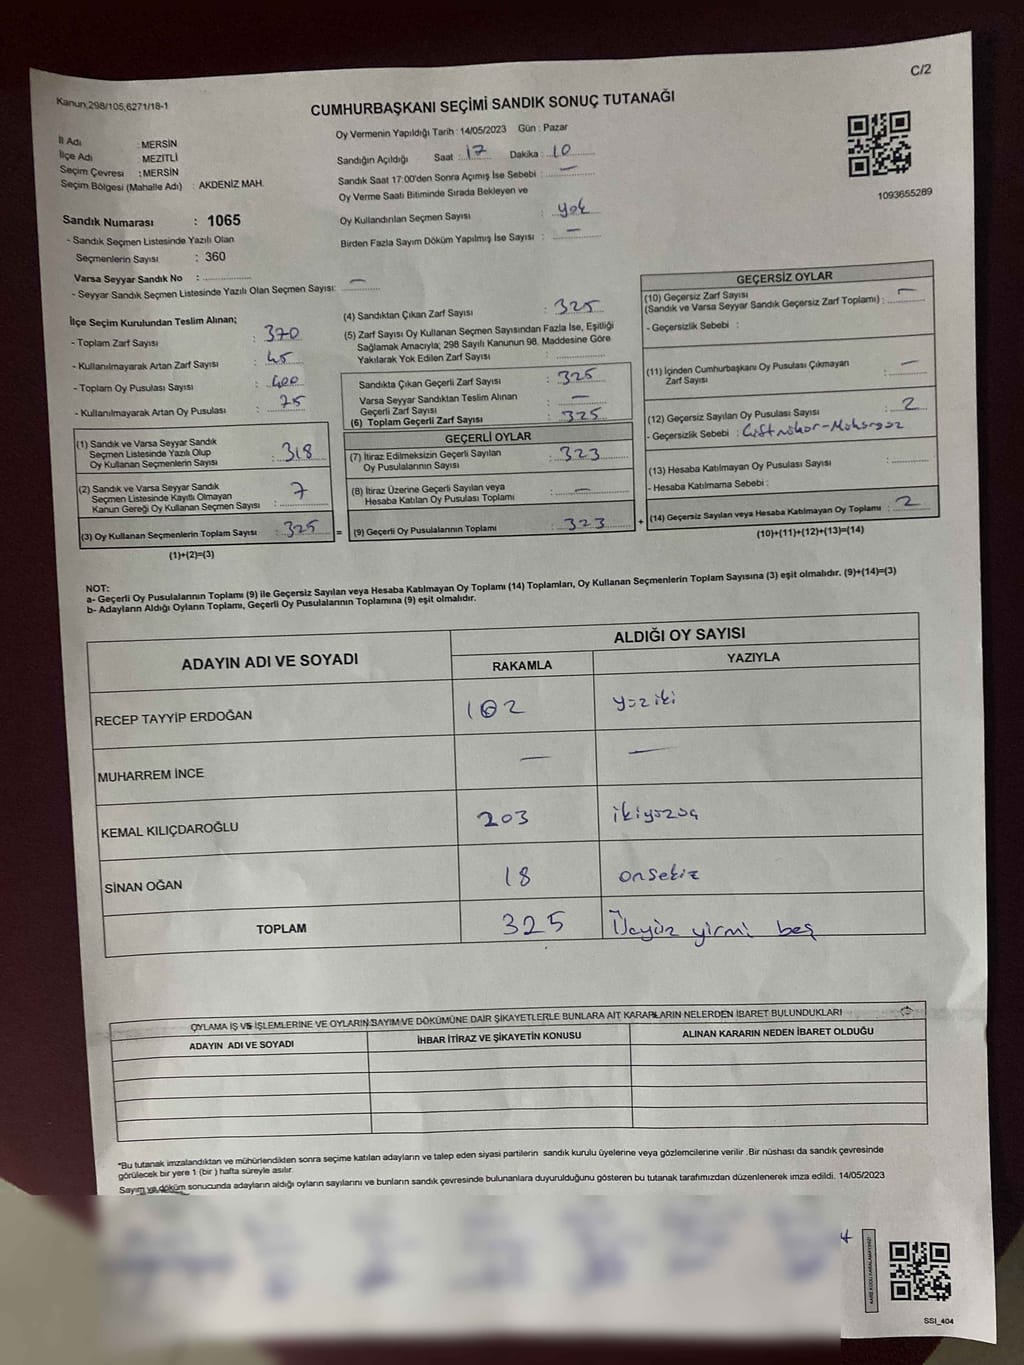 C/2
Kanun;298/105,6271/18-1
CUMHURBAŞKANI SEÇİMİ SANDIK SONUÇ TUTANAĞI
İl Adı : MERSİN
İlçe Adı : MEZİTLİ
Seçim Çevresi : MERSİN
Seçim Bölgesi (Mahalle Adı) : AKDENİZ MAH.
Sandık Numarası : 1065
- Sandık Seçmen Listesinde Yazılı Olan
Seçmenlerin Sayısı : 360
Varsa Seyyar Sandık No :
- Seyyar Sandık Seçmen Listesinde Yazılı Olan Seçmen Sayısı: —
Oy Vermenin Yapıldığı Tarih : 14/05/2023 Gün : Pazar
Sandığın Açıldığı Saat : 17 Dakika : 10
Sandık Saat 17:00'den Sonra Açımış İse Sebebi : —
Oy Verme Saati Bitiminde Sırada Bekleyen ve
Oy Kullandırılan Seçmen Sayısı : yok
Birden Fazla Sayım Döküm Yapılmış İse Sayısı : —
1093655289
İlçe Seçim Kurulundan Teslim Alınan;
- Toplam Zarf Sayısı : 370
- Kullanılmayarak Artan Zarf Sayısı : 45
- Toplam Oy Pusulası Sayısı : 400
- Kullanılmayarak Artan Oy Pusulası : 75
(1) Sandık ve Varsa Seyyar Sandık
Seçmen Listesinde Yazılı Olup
Oy Kullanan Seçmenlerin Sayısı : 318
(2) Sandık ve Varsa Seyyar Sandık
Seçmen Listesinde Kayıtlı Olmayan
Kanun Gereği Oy Kullanan Seçmen Sayısı : 7
(3) Oy Kullanan Seçmenlerin Toplam Sayısı : 325
(1)+(2)=(3)
=
(4) Sandıktan Çıkan Zarf Sayısı : 325
(5) Zarf Sayısı Oy Kullanan Seçmen Sayısından Fazla İse, Eşitliği
Sağlamak Amacıyla; 298 Sayılı Kanunun 98. Maddesine Göre
Yakılarak Yok Edilen Zarf Sayısı :
Sandıkta Çıkan Geçerli Zarf Sayısı : 325
Varsa Seyyar Sandıktan Teslim Alınan
Geçerli Zarf Sayısı : —
(6) Toplam Geçerli Zarf Sayısı : 325
GEÇERLİ OYLAR
(7) İtiraz Edilmeksizin Geçerli Sayılan
Oy Pusulalarının Sayısı : 323
(8) İtiraz Üzerine Geçerli Sayılan veya
Hesaba Katılan Oy Pusulası Toplamı : —
(9) Geçerli Oy Pusulalarının Toplamı : 323
+
GEÇERSİZ OYLAR
(10) Geçersiz Zarf Sayısı
(Sandık ve Varsa Seyyar Sandık Geçersiz Zarf Toplamı) : —
- Geçersizlik Sebebi :
(11) İçinden Cumhurbaşkanı Oy Pusulası Çıkmayan
Zarf Sayısı : —
(12) Geçersiz Sayılan Oy Pusulası Sayısı : 2
- Geçersizlik Sebebi : Çift mühür - Mühürsüz
(13) Hesaba Katılmayan Oy Pusulası Sayısı :
- Hesaba Katılmama Sebebi :
(14) Geçersiz Sayılan veya Hesaba Katılmayan Oy Toplamı : 2
(10)+(11)+(12)+(13)=(14)
NOT:
a- Geçerli Oy Pusulalarının Toplamı (9) ile Geçersiz Sayılan veya Hesaba Katılmayan Oy Toplamı (14) Toplamları, Oy Kullanan Seçmenlerin Toplam Sayısına (3) eşit olmalıdır. (9)+(14)=(3)
b- Adayların Aldığı Oyların Toplamı, Geçerli Oy Pusulalarının Toplamına (9) eşit olmalıdır.
ADAYIN ADI VE SOYADI ALDIĞI OY SAYISI
RAKAMLA YAZIYLA
RECEP TAYYİP ERDOĞAN 102 yüz iki
MUHARREM İNCE — —
KEMAL KILIÇDAROĞLU 203 ikiyüzüç
SİNAN OĞAN 18 onsekiz
TOPLAM 325 Üçyüz yirmi beş
OYLAMA İŞ VE İŞLEMLERİNE VE OYLARIN SAYIM VE DÖKÜMÜNE DAİR ŞİKAYETLERLE BUNLARA AİT KARARLARIN NELERDEN İBARET BULUNDUKLARI
ADAYIN ADI VE SOYADI İHBAR İTİRAZ VE ŞİKAYETİN KONUSU ALINAN KARARIN NEDEN İBARET OLDUĞU
*Bu tutanak imzalandıktan ve mühürlendikten sonra seçime katılan adayların ve talep eden siyasi partilerin sandık kurulu üyelerine veya gözlemcilerine verilir .Bir nüshası da sandık çevresinde
görülecek bir yere 1 (bir ) hafta süreyle asılır.
Sayım ve döküm sonucunda adayların aldığı oyların sayılarını ve bunların sandık çevresinde bulunanlara duyurulduğunu gösteren bu tutanak tarafımızdan düzenlenerek imza edildi. 14/05/2023
SSI_404